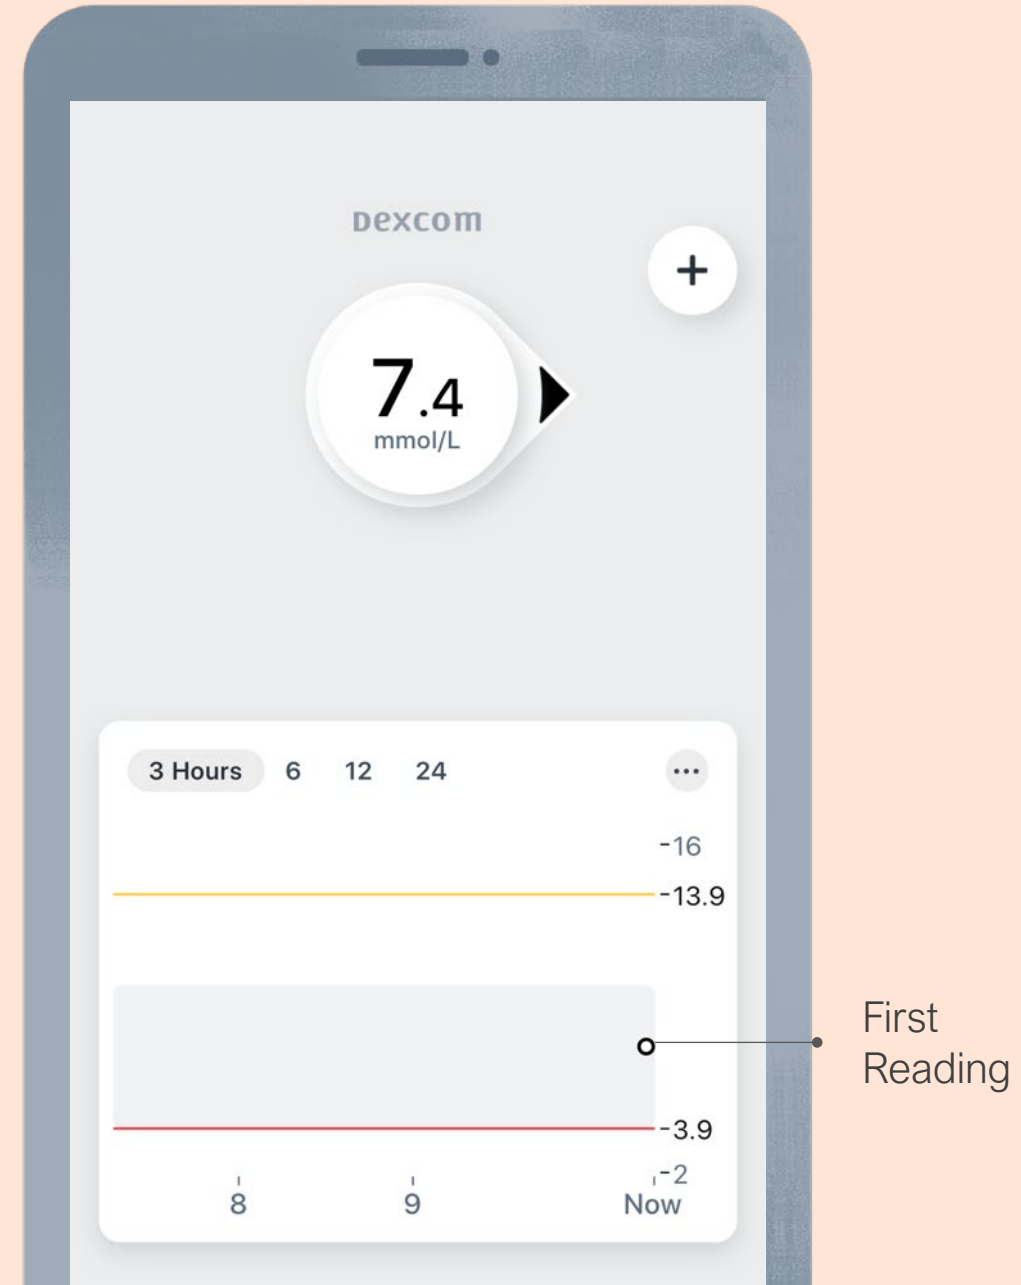 Dexcom
+
7.4
mmol/L
3 Hours 6 12 24 ...
-16
-13.9
First
Reading
-3.9
-2
8 9 Now